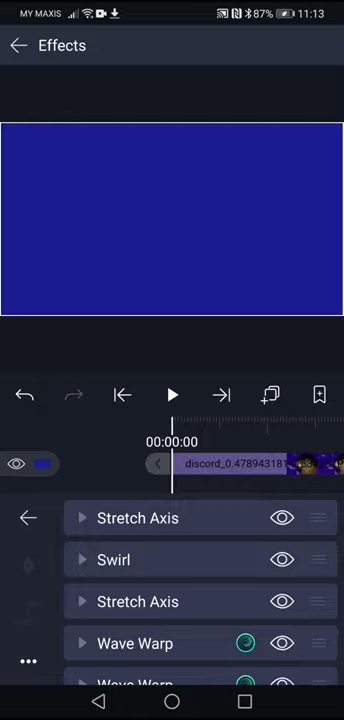 MY MAXIS 87% 11:13
Effects
00:00:00
discord_0.478943181
Stretch Axis
Swirl
Stretch Axis
Wave Warp
Wave Warp